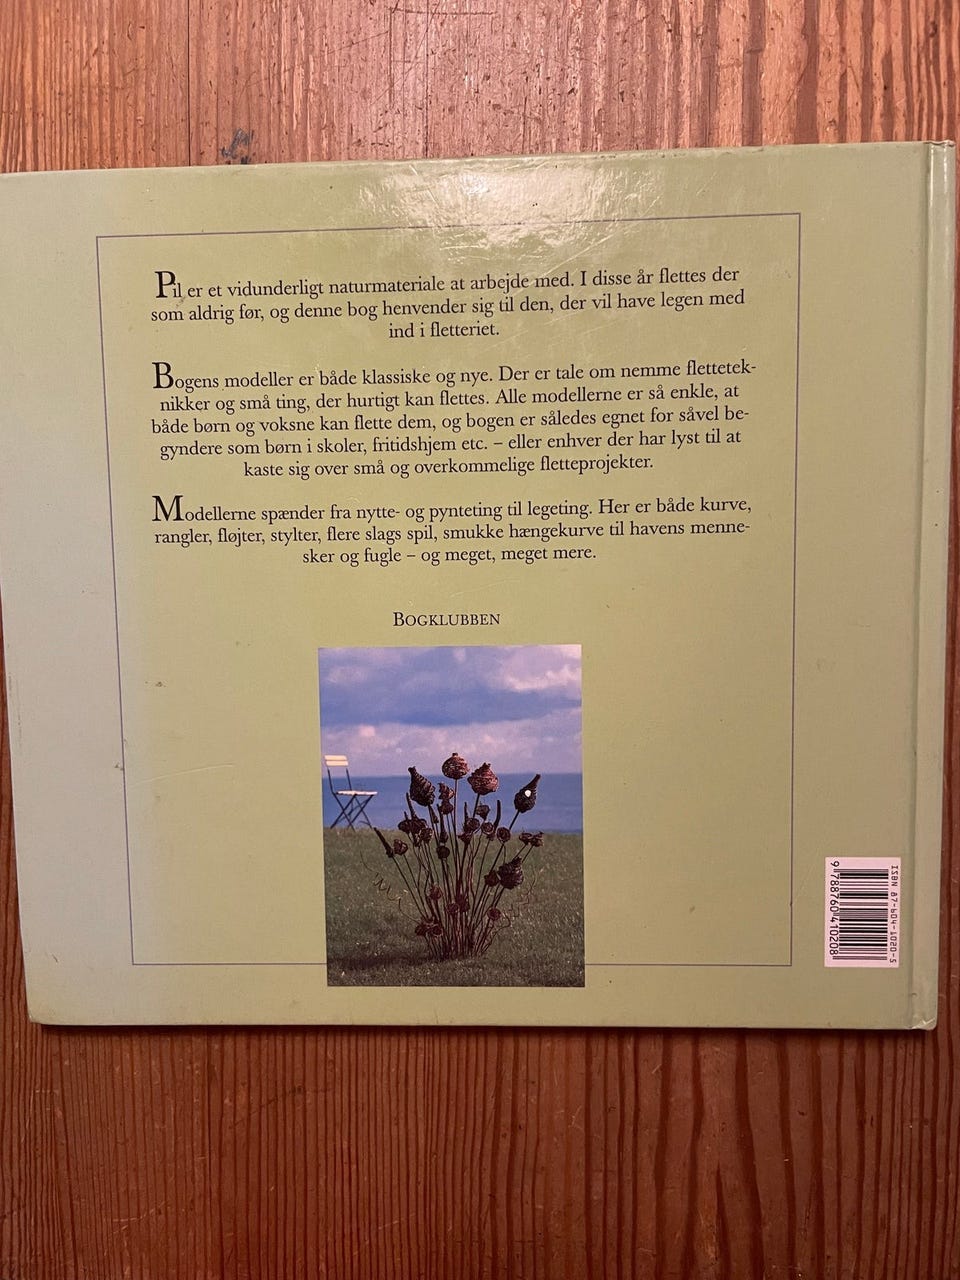 Pil er et vidunderligt naturmateriale at arbejde med. I disse år flettes der
som aldrig før, og denne bog henvender sig til den, der vil have legen med
ind i fletteriet.
Bogens modeller er både klassiske og nye. Der er tale om nemme flettetek-
nikker og små ting, der hurtigt kan flettes. Alle modellerne er så enkle, at
både børn og voksne kan flette dem, og bogen er således egnet for såvel be-
gyndere som børn i skoler, fritidshjem etc. – eller enhver der har lyst til at
kaste sig over små og overkommelige fletteprojekter.
Modellerne spænder fra nytte- og pynteting til legeting. Her er både kurve,
rangler, fløjter, stylter, flere slags spil, smukke hængekurve til havens menne-
sker og fugle – og meget, meget mere.
BOGKLUBBEN
ISBN 87-604-1020-5
9 788760 410208